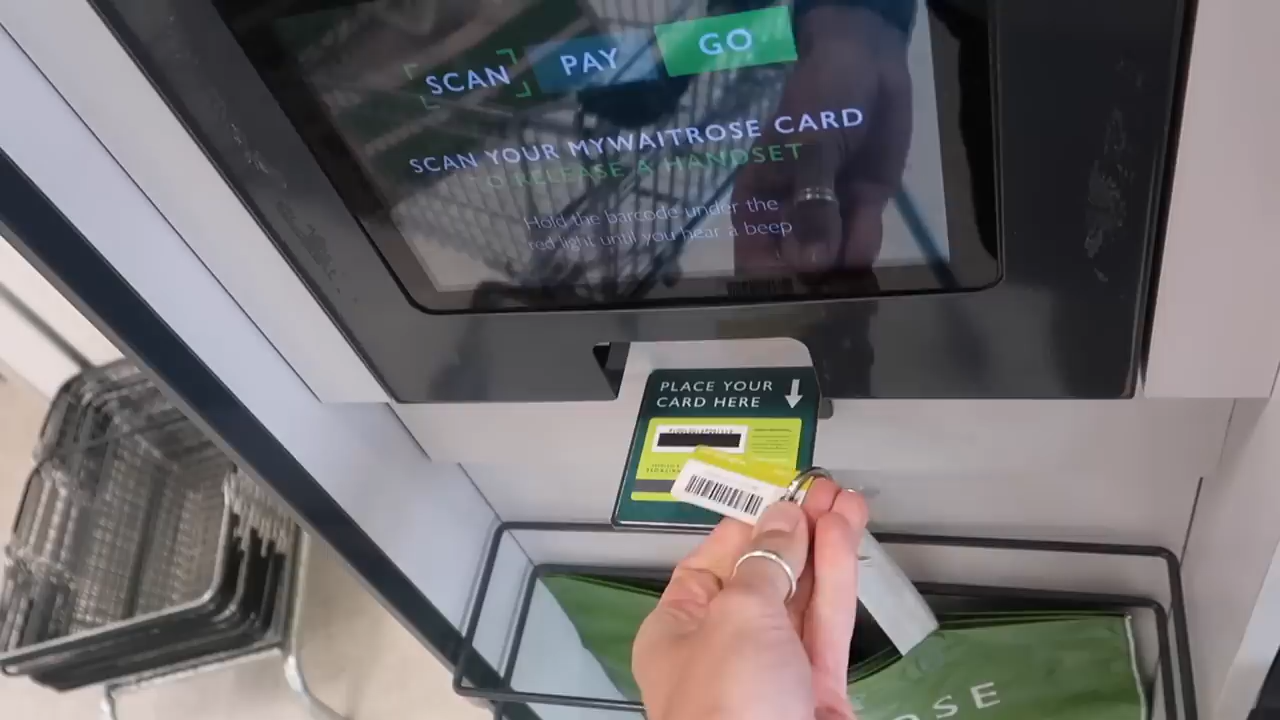 SCAN PAY GO
SCAN YOUR MYWAITROSE CARD
TO RELEASE A HANDSET
Hold the barcode under the
red light until you hear a beep
PLACE YOUR
CARD HERE